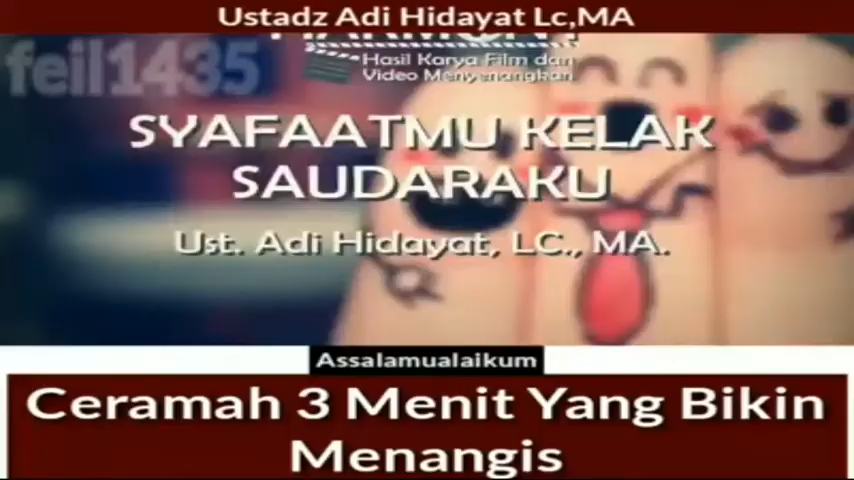 Ustadz Adi Hidayat Lc,MA
feil1435
Hasil Karya Film dan
Video Menyenangkan
SYAFAATMU KELAK
SAUDARAKU
Ust. Adi Hidayat, LC., MA.
Assalamualaikum
Ceramah 3 Menit Yang Bikin
Menangis